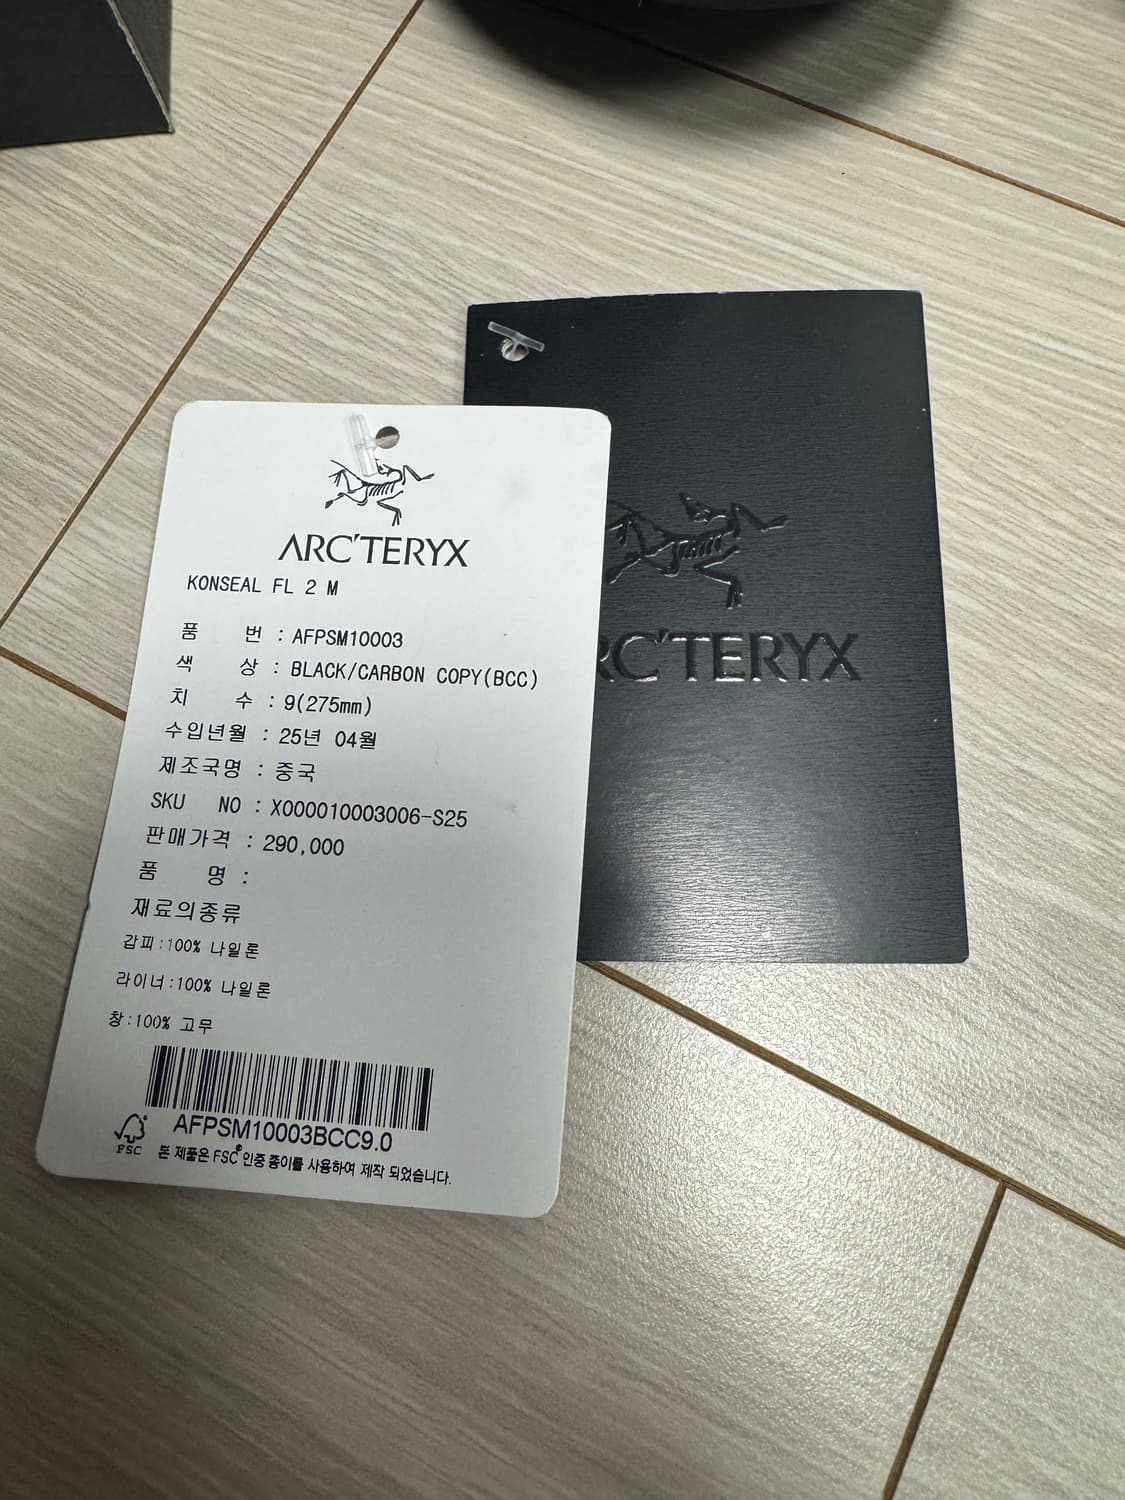 ARC'TERYX
KONSEAL FL 2 M
품 번 : AFPSM10003
색 상 : BLACK/CARBON COPY(BCC)
치 수 : 9(275mm)
수입년월 : 25년 04월
제조국명 : 중국
SKU NO : X000010003006-S25
판매가격 : 290,000
품 명 :
재료의종류
갑피:100% 나일론
라이너:100% 나일론
창:100% 고무
AFPSM10003BCC9.0
FSC 본 제품은 FSC® 인증 종이를 사용하여 제작 되었습니다.
RC'TERYX